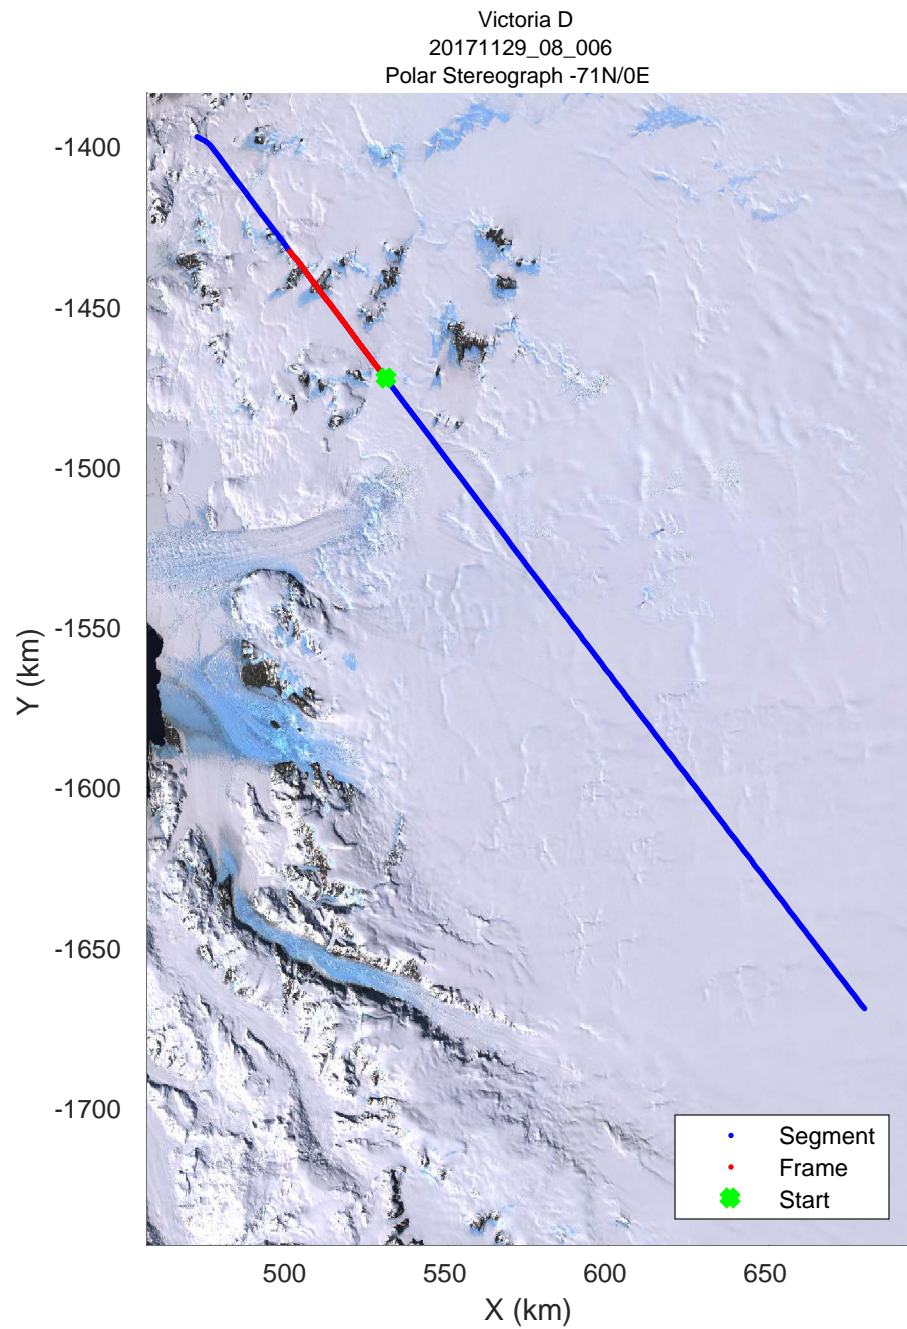 Victoria D
20171129_08_006
Polar Stereograph -71N/0E
-1400
-1450
-1500
-1550
-1600
-1650
-1700
Y (km)
500
550
600
650
X (km)
Segment
Frame
Start